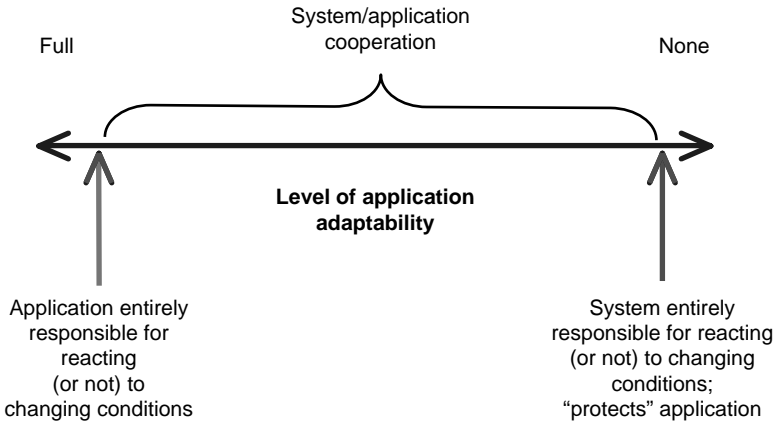 System/application
cooperation
Full
None
Level of application
adaptability
Application entirely
responsible for
reacting
(or not) to
changing conditions
System entirely
responsible for reacting
(or not) to changing
conditions;
“protects” application